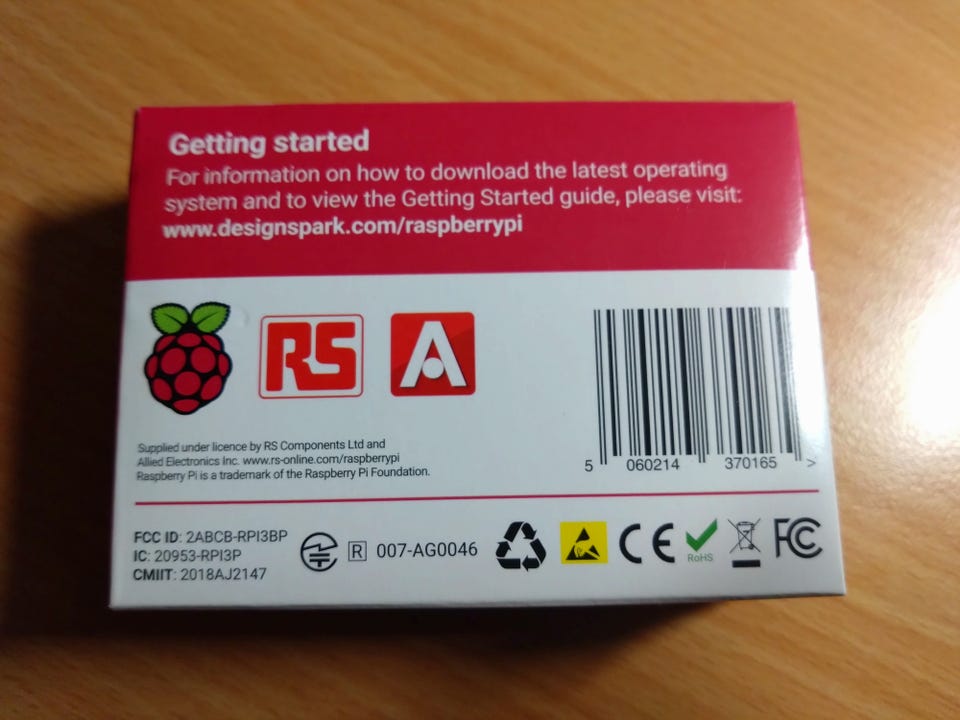 Getting started
For information on how to download the latest operating
system and to view the Getting Started guide, please visit:
www.designspark.com/raspberrypi
RS
A
Supplied under licence by RS Components Ltd and
Allied Electronics Inc. www.rs-online.com/raspberrypi
Raspberry Pi is a trademark of the Raspberry Pi Foundation.
5 060214 370165 >
FCC ID: 2ABCB-RPI3BP
IC: 20953-RPI3P
CMIIT: 2018AJ2147
R 007-AG0046
CE
RoHS
FC